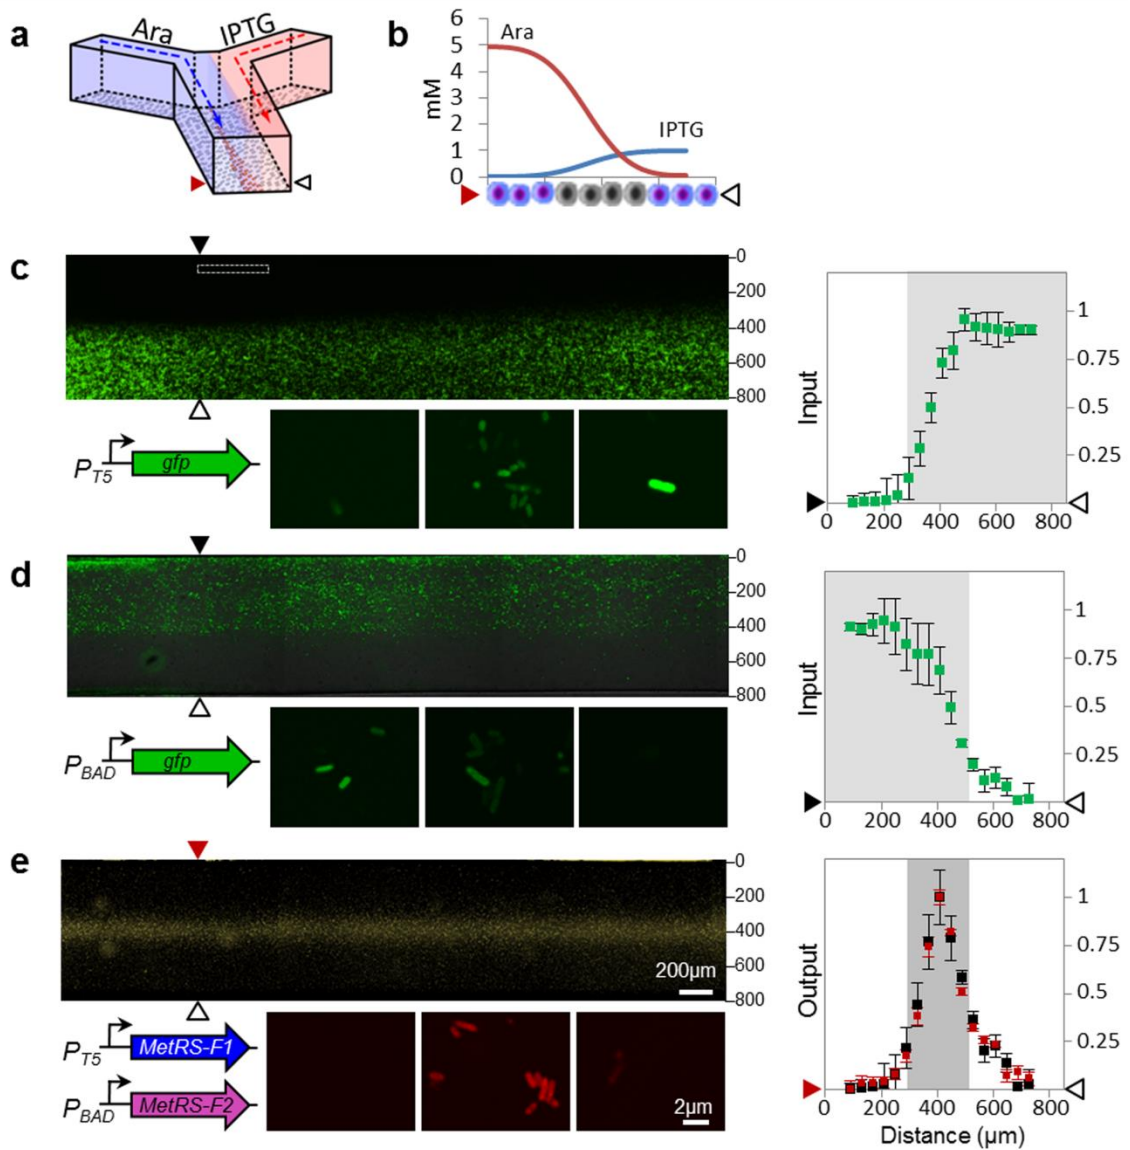 a
Ara
IPTG
b
mM
6
5
4
3
2
1
0
Ara
IPTG
c
0
200
400
600
800
P_T5
gfp
Input
1
0.75
0.5
0.25
0 200 400 600 800
d
0
200
400
600
800
P_BAD
gfp
Input
1
0.75
0.5
0.25
0 200 400 600 800
e
0
200
400
600
800
200µm
P_T5
MetRS-F1
P_BAD
MetRS-F2
2µm
Output
1
0.75
0.5
0.25
0 200 400 600 800
Distance (µm)